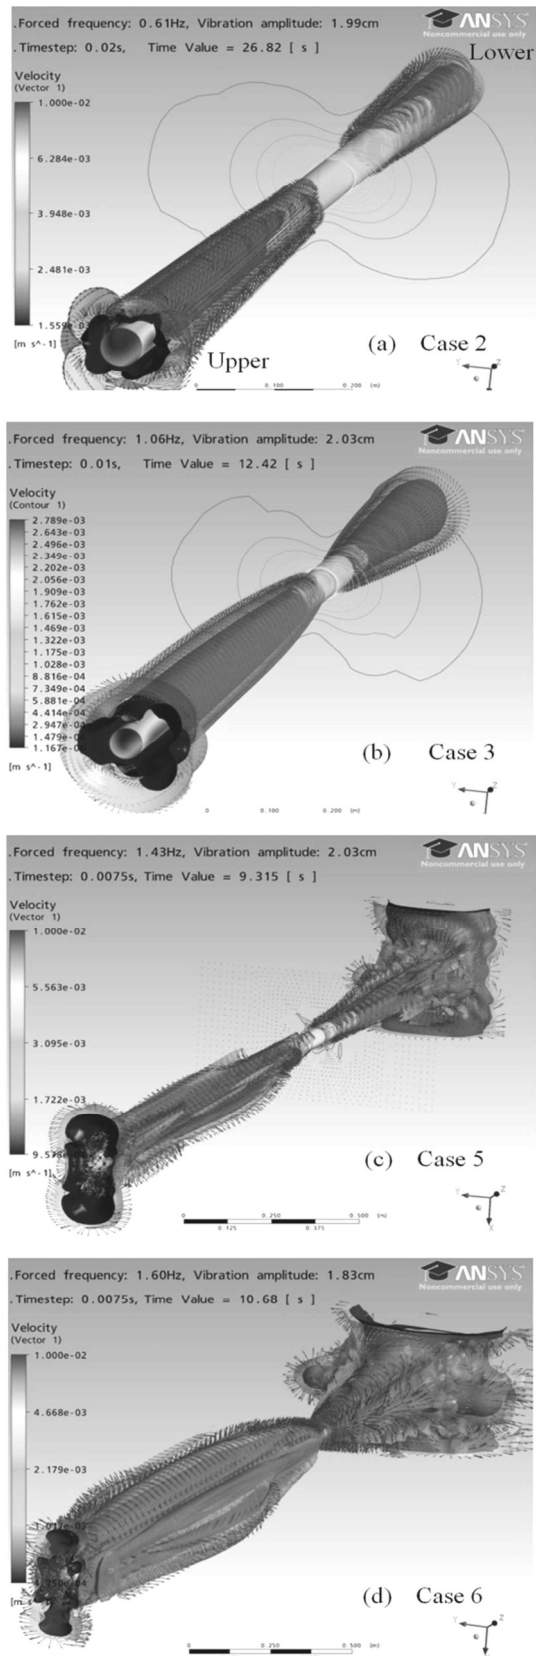 .Forced frequency: 0.61Hz, Vibration amplitude: 1.99cm
.Timestep: 0.02s, Time Value = 26.82 [ s ]
ANSYS
Noncommercial use only
Lower
Velocity
(Vector 1)
1.000e-02
6.284e-03
3.948e-03
2.481e-03
[m s^-1]
Upper
(a) Case 2
0.100
0.200
(m)
Y
Z
.Forced frequency: 1.06Hz, Vibration amplitude: 2.03cm
.Timestep: 0.01s, Time Value = 12.42 [ s ]
ANSYS
Noncommercial use only
Velocity
(Contour 1)
2.789e-03
2.643e-03
2.496e-03
2.349e-03
2.202e-03
2.056e-03
1.909e-03
1.762e-03
1.615e-03
1.469e-03
1.322e-03
1.175e-03
1.028e-03
8.816e-04
7.349e-04
5.881e-04
4.414e-04
2.947e-04
[m s^-1]
(b) Case 3
0
0.100
0.200
(m)
Y
Z
.Forced frequency: 1.43Hz, Vibration amplitude: 2.03cm
.Timestep: 0.0075s, Time Value = 9.315 [ s ]
ANSYS
Noncommercial use only
Velocity
(Vector 1)
1.000e-02
5.563e-03
3.095e-03
1.722e-03
[m s^-1]
(c) Case 5
0
0.250
0.500 (m)
0.125
0.375
Y
Z
X
.Forced frequency: 1.60Hz, Vibration amplitude: 1.83cm
.Timestep: 0.0075s, Time Value = 10.68 [ s ]
ANSYS
Noncommercial use only
Velocity
(Vector 1)
1.000e-02
4.668e-03
2.179e-03
(d) Case 6
0
0.250
0.500
(m)
Y
Z